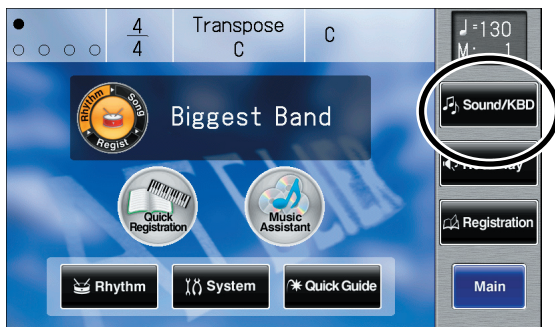 4
4
Transpose
C
C
♩=130
M: 1
Rhythm
Song
Regist
Biggest Band
Sound/KBD
Quick
Registration
Music
Assistant
Registration
Rhythm
System
Quick Guide
Main